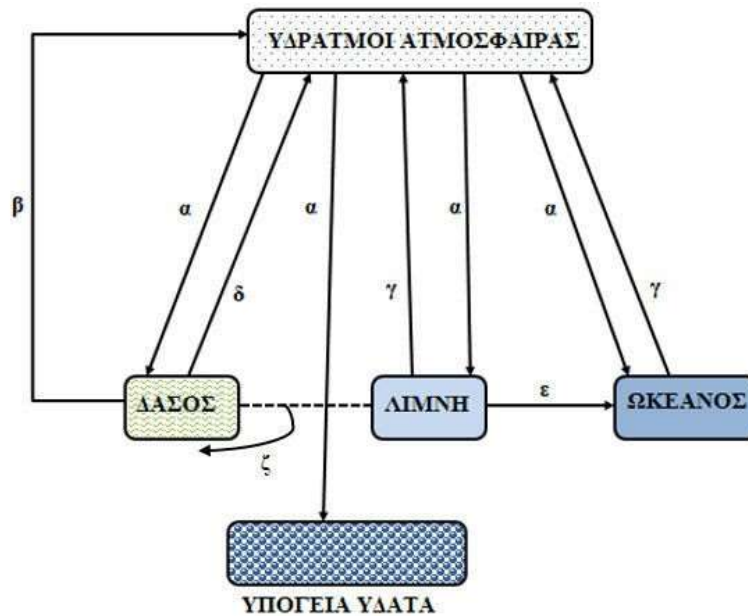 ΥΔΡΑΤΜΟΙ ΑΤΜΟΣΦΑΙΡΑΣ
β
α
α
α
α
δ
γ
γ
ΔΑΣΟΣ
ΛΙΜΝΗ
ε
ΩΚΕΑΝΟΣ
ζ
ΥΠΟΓΕΙΑ ΥΔΑΤΑ